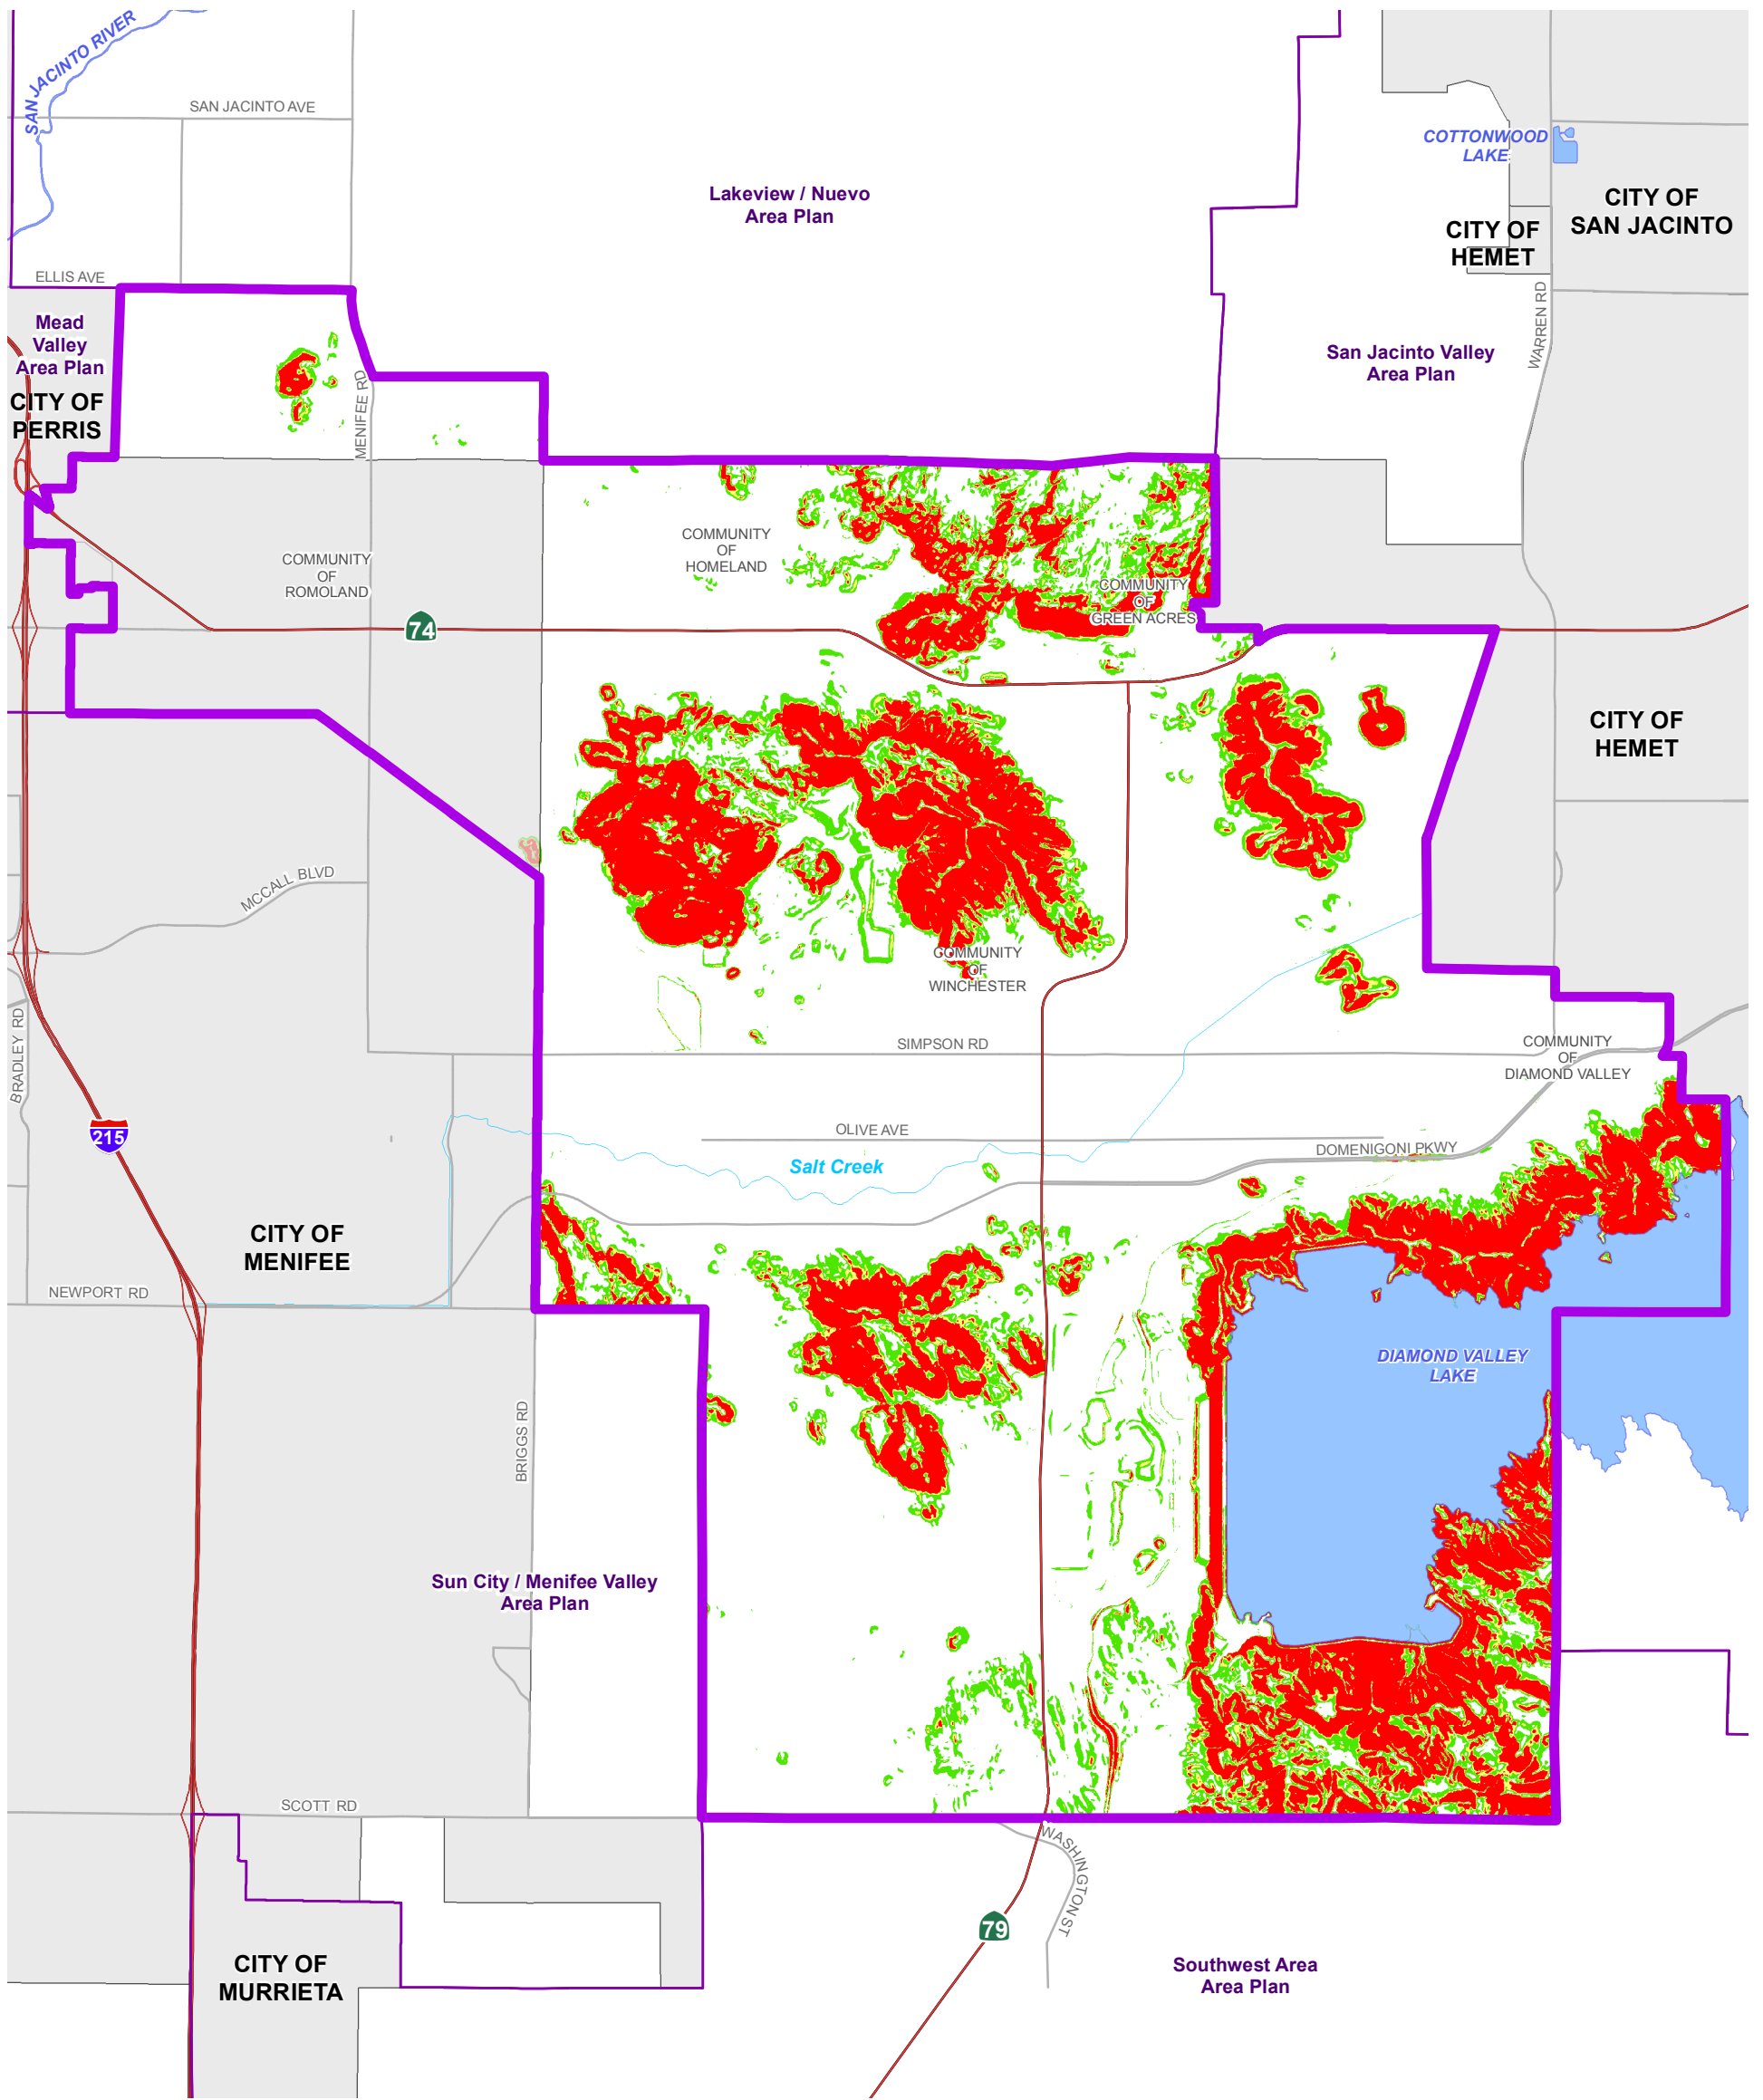 SAN JACINTO RIVER
SAN JACINTO AVE
COTTONWOOD
LAKE
Lakeview / Nuevo
Area Plan
CITY OF
SAN JACINTO
CITY OF
HEMET
ELLIS AVE
WARREN RD
Mead
Valley
Area Plan
San Jacinto Valley
Area Plan
CITY OF
PERRIS
MENIFEE RD
COMMUNITY
OF
HOMELAND
COMMUNITY
OF
ROMOLAND
COMMUNITY
OF
GREEN ACRES
74
CITY OF
HEMET
MCCALL BLVD
COMMUNITY
OF
WINCHESTER
BRADLEY RD
SIMPSON RD
COMMUNITY
OF
DIAMOND VALLEY
215
OLIVE AVE
DOMENIGONI PKWY
Salt Creek
CITY OF
MENIFEE
NEWPORT RD
DIAMOND VALLEY
LAKE
BRIGGS RD
Sun City / Menifee Valley
Area Plan
SCOTT RD
WASHINGTON ST
79
CITY OF
MURRIETA
Southwest Area
Area Plan